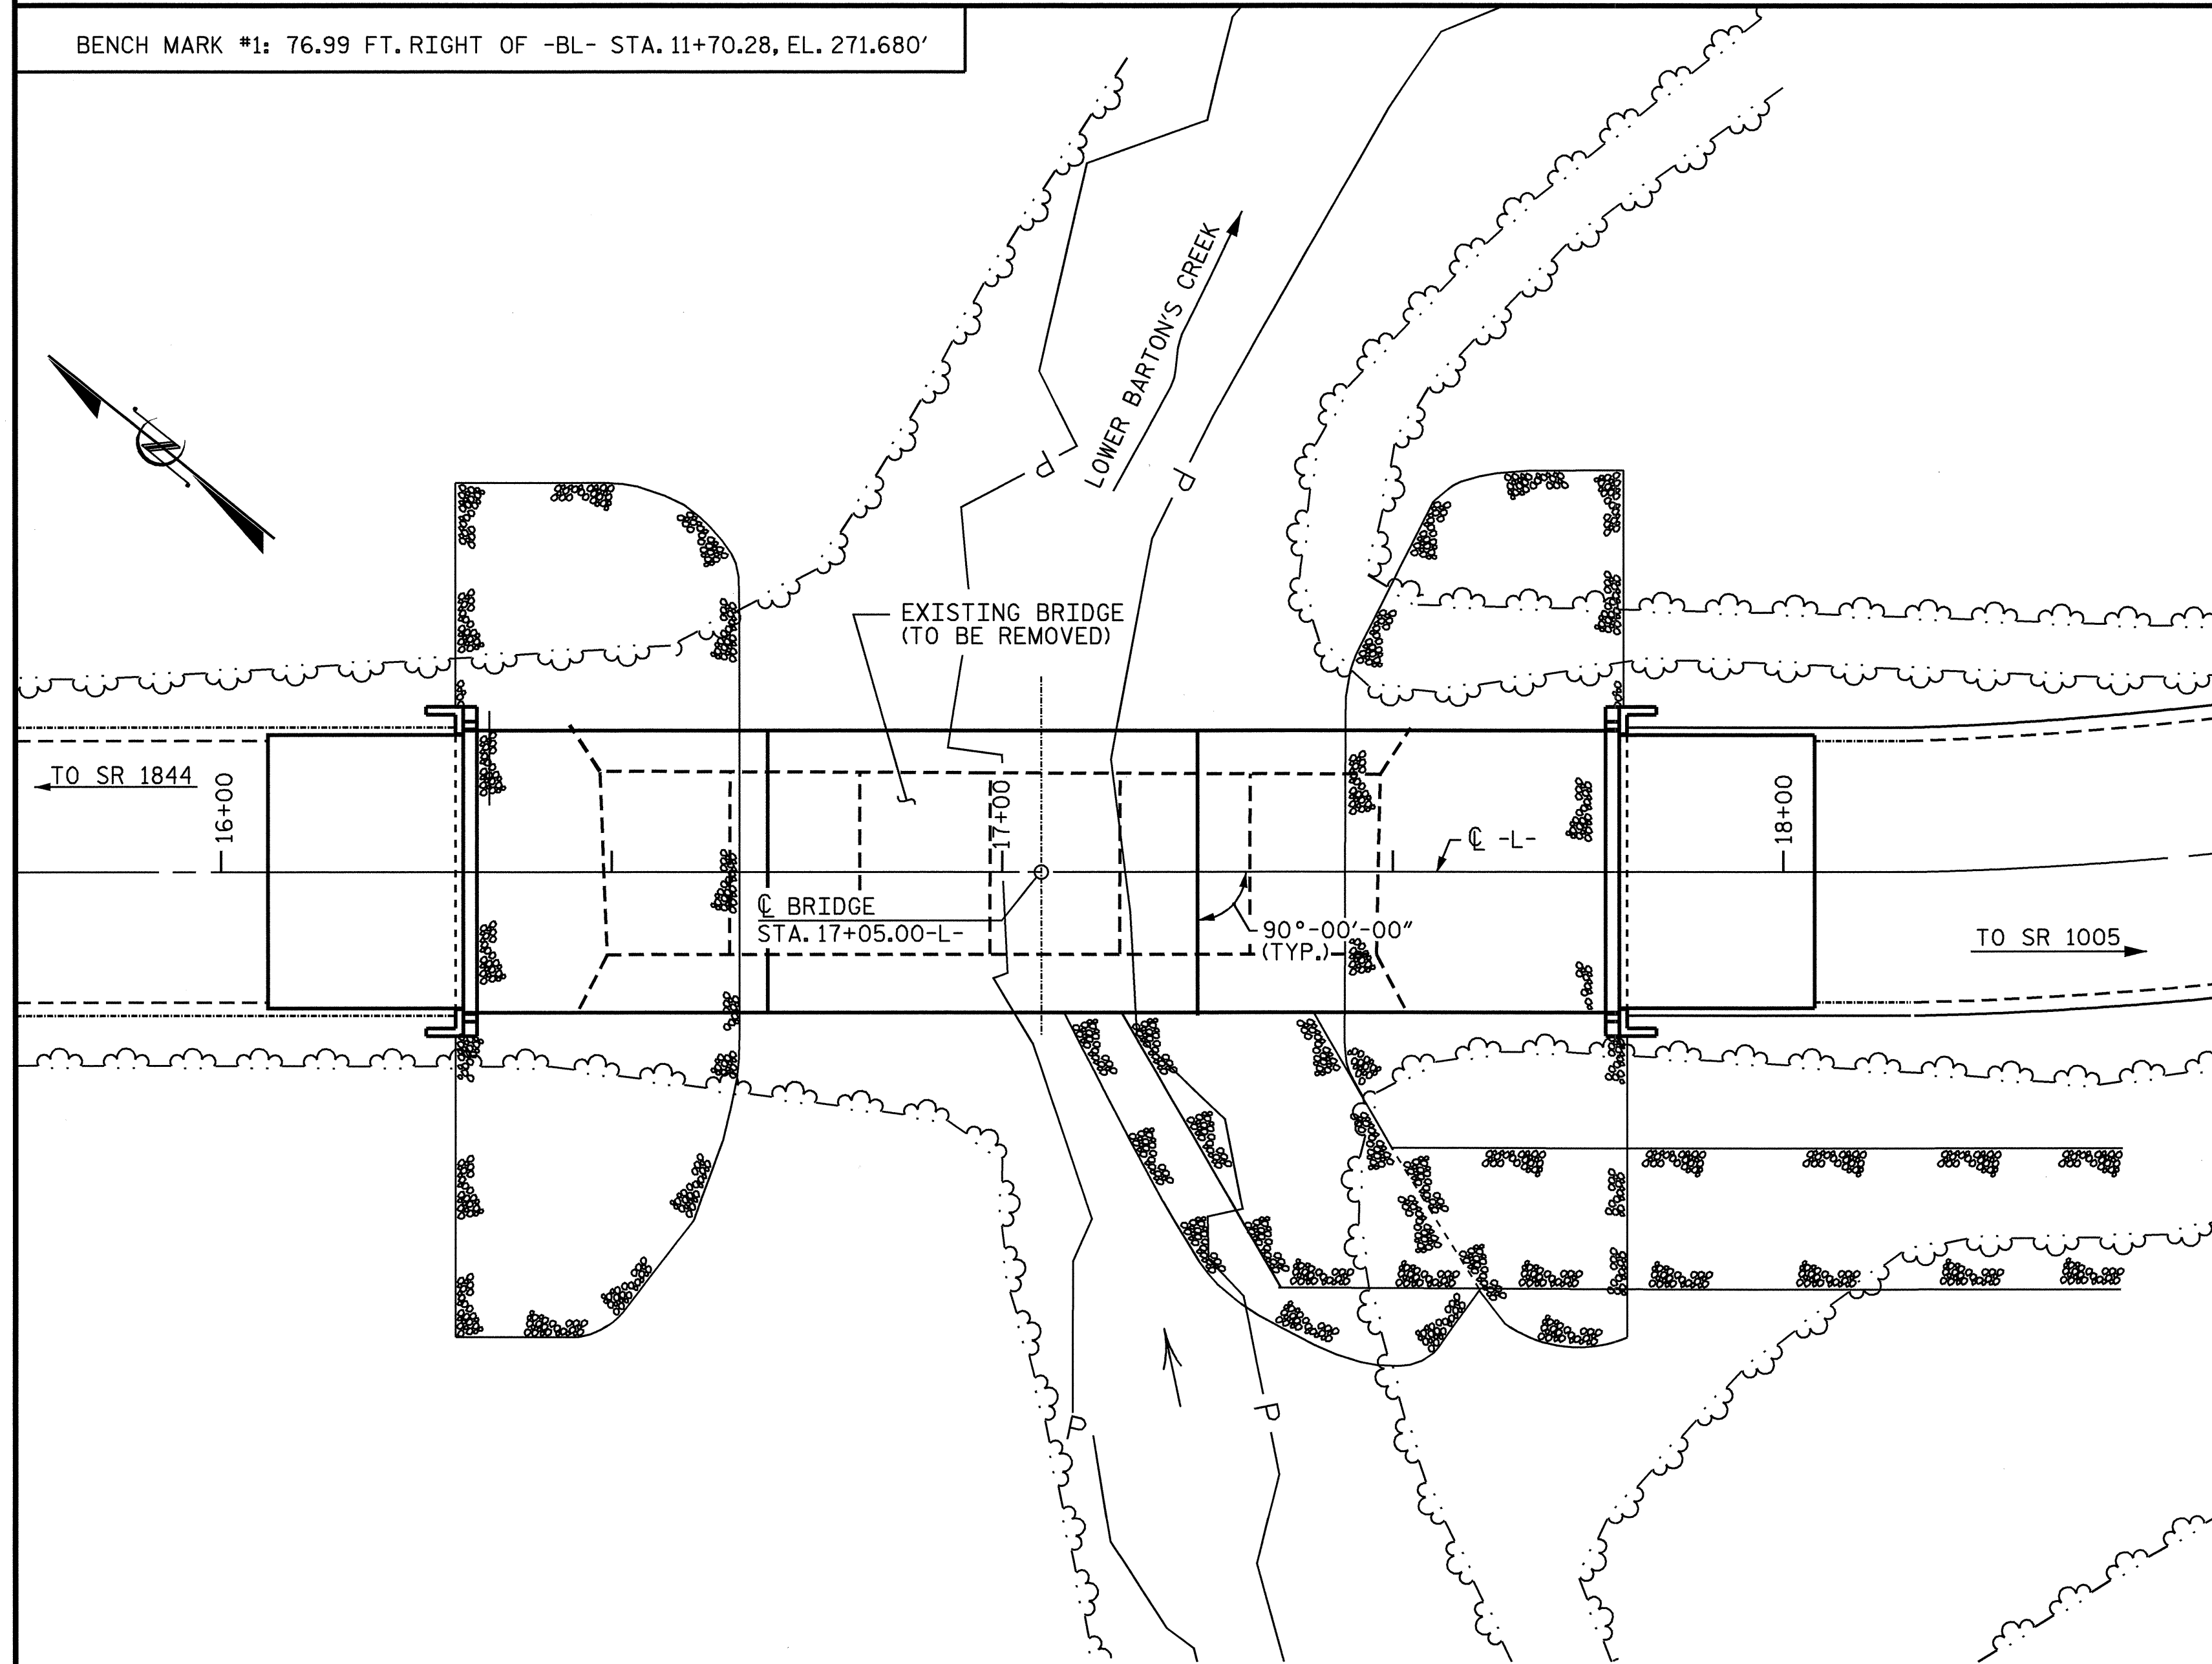 BENCH MARK #1: 76.99 FT. RIGHT OF -BL- STA. 11+70.28, EL. 271.680'
LOWER BARTON'S CREEK
P
P
EXISTING BRIDGE
(TO BE REMOVED)
TO SR 1844
16+00
17+00
18+00
℄ -L-
℄ BRIDGE
STA. 17+05.00-L-
90°-00'-00"
(TYP.)
TO SR 1005
P
P